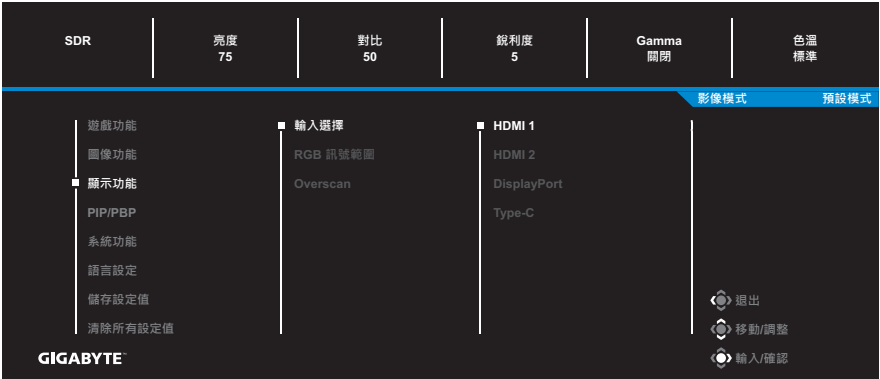 SDR
亮度
75
對比
50
銳利度
5
Gamma
關閉
色溫
標準
影像模式 預設模式
遊戲功能
圖像功能
顯示功能
PIP/PBP
系統功能
語言設定
儲存設定值
清除所有設定值
輸入選擇
RGB 訊號範圍
Overscan
HDMI 1
HDMI 2
DisplayPort
Type-C
退出
移動/調整
輸入/確認
GIGABYTE™